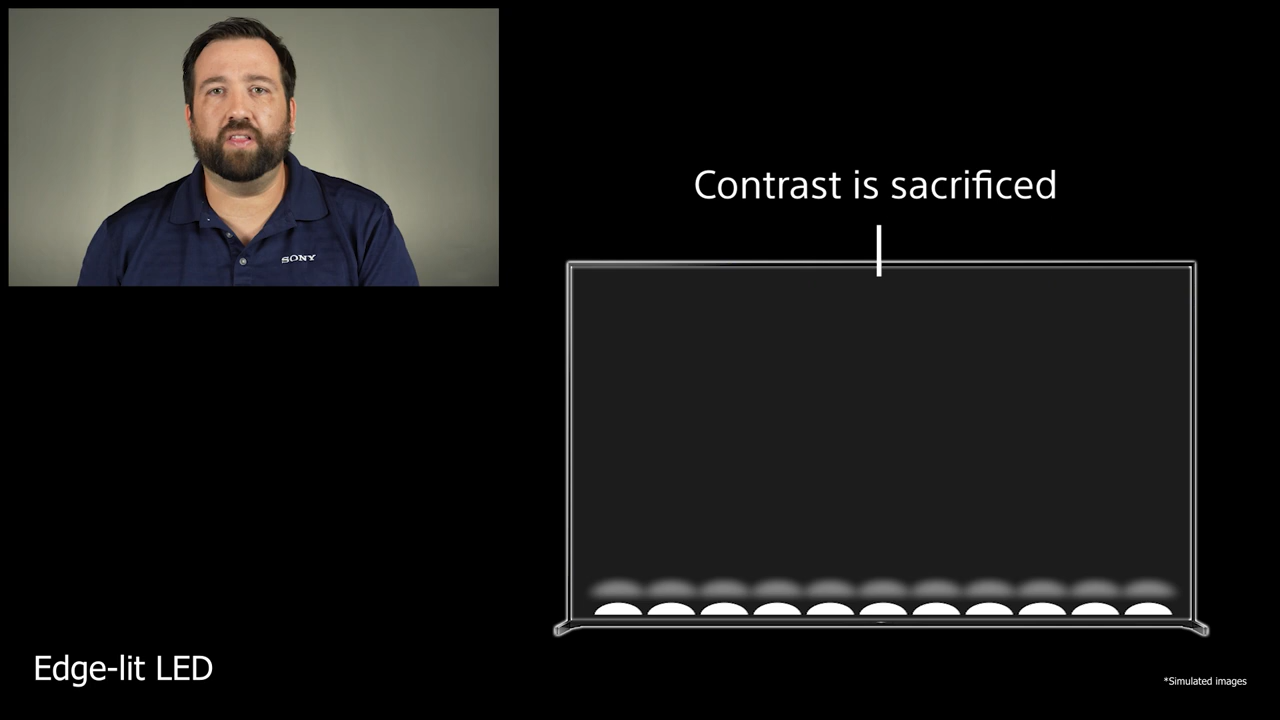 SONY
Contrast is sacrificed
Edge-lit LED
*Simulated images